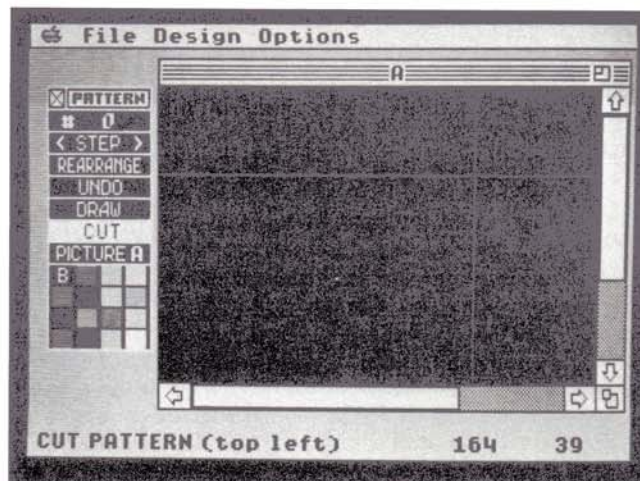 File Design Options
A
PATTERN
# 0
< STEP >
REARRANGE
UNDO
DRAW
CUT
PICTURE A
B
CUT PATTERN (top left) 164 39